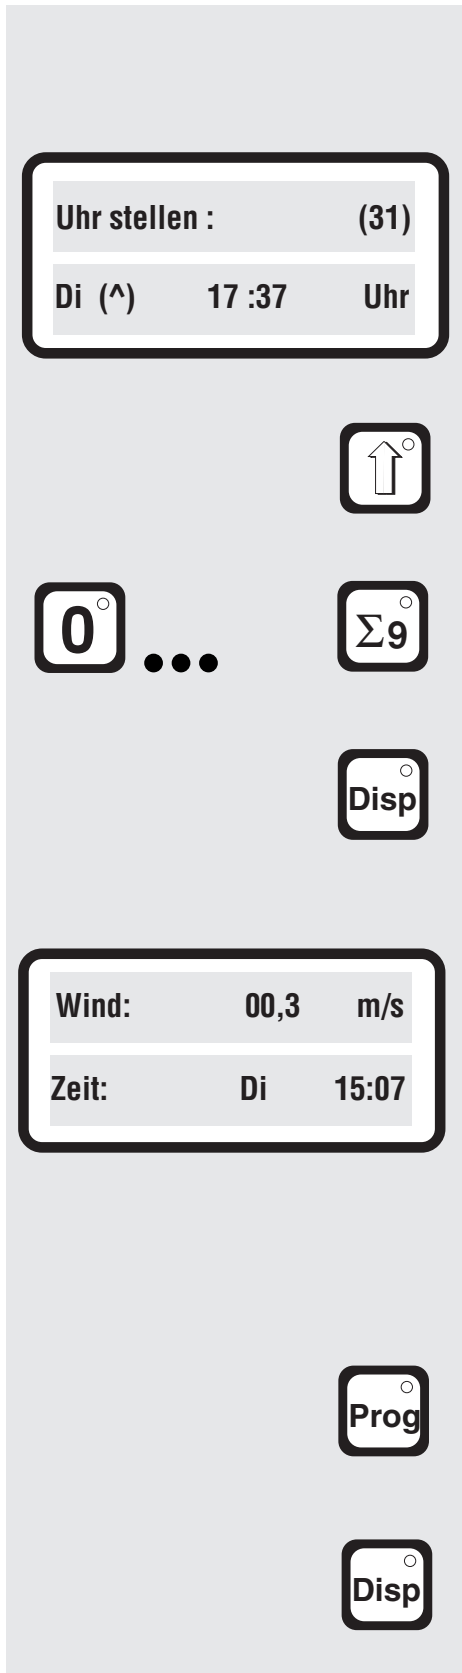 Uhr stellen : (31)
Di (^) 17 :37 Uhr
0 ... Σ9
Disp
Wind: 00,3 m/s
Zeit: Di 15:07
Prog
Disp